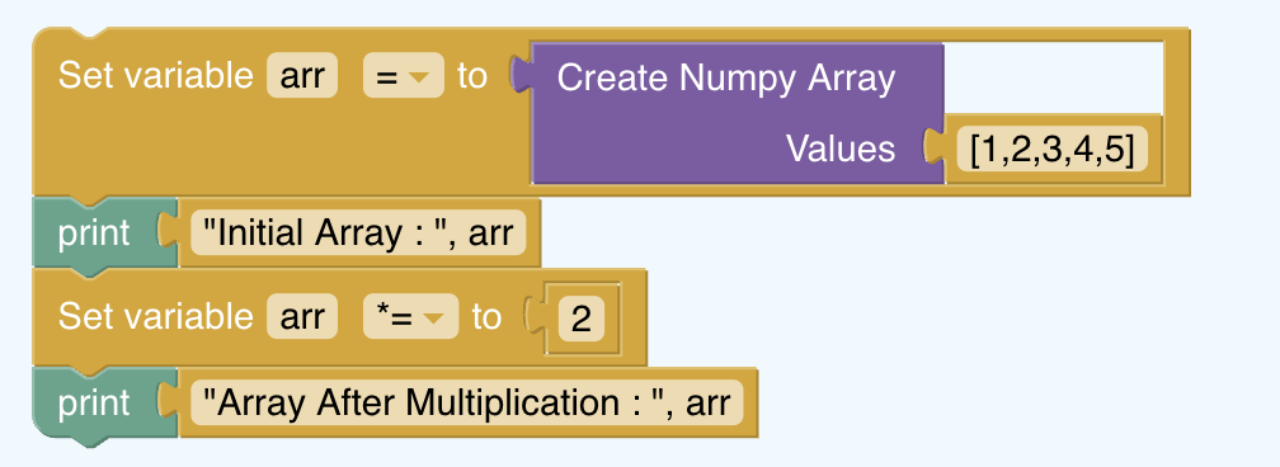 Set variable arr = to Create Numpy Array
Values [1,2,3,4,5]
print "Initial Array : ", arr
Set variable arr *= to 2
print "Array After Multiplication : ", arr